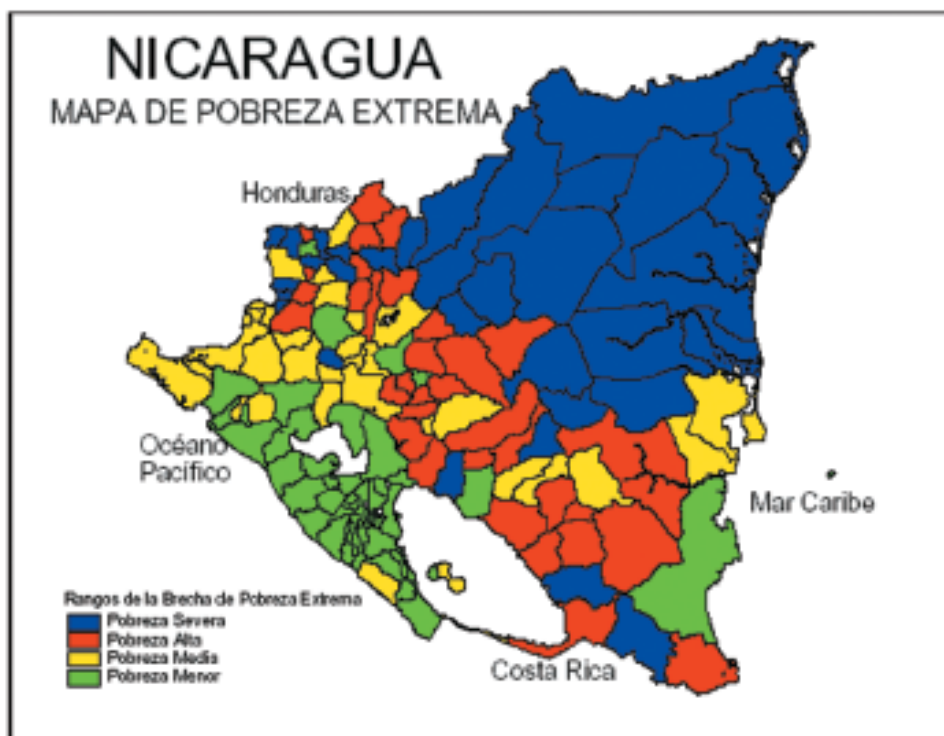 NICARAGUA
MAPA DE POBREZA EXTREMA
Honduras
Océano
Pacífico
Mar Caribe
Rangos de la Brecha de Pobreza Extrema
Pobreza Severa
Pobreza Alta
Pobreza Media
Pobreza Menor
Costa Rica